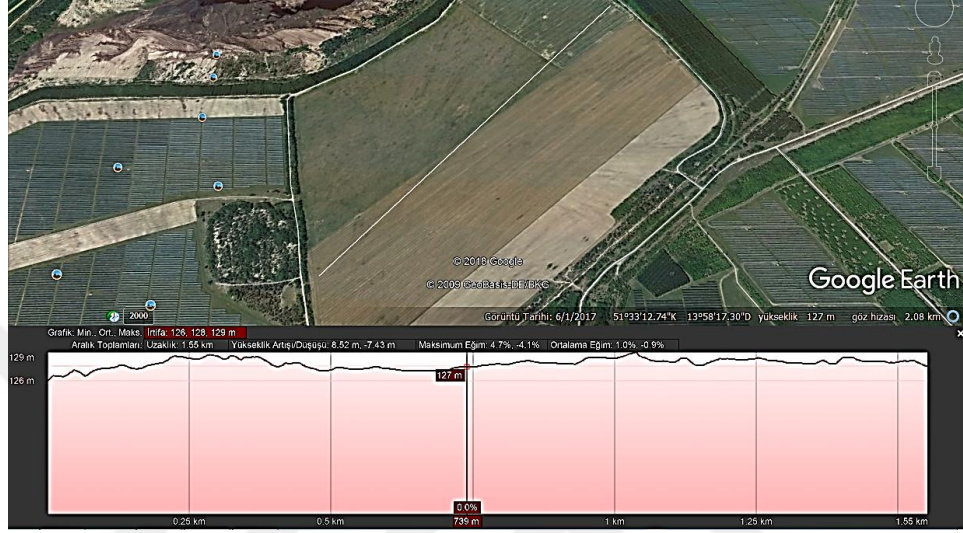 © 2018 Google
© 2009 GeoBasis-DE/BKG
Google Earth
2000
Görüntü Tarihi: 6/1/2017 51°33'12.74"K 13°58'17.30"D yükseklik 127 m göz hizası 2.08 km
Grafik: Min., Ort., Maks. İrtifa: 126, 128, 129 m
Aralık Toplamları: Uzaklık: 1.55 km Yükseklik Artışı/Düşüşü: 8.52 m, -7.43 m Maksimum Eğim: 4.7%, -4.1% Ortalama Eğim: 1.0%, -0.9%
129 m
127 m
126 m
0.0%
0.25 km 0.5 km 739 m 1 km 1.25 km 1.55 km